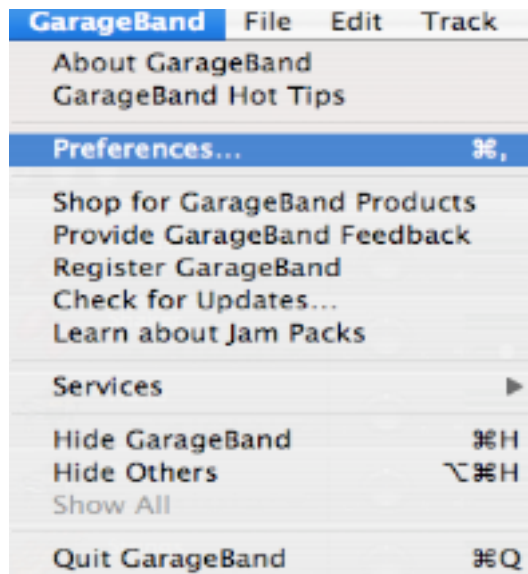 GarageBand File Edit Track
About GarageBand
GarageBand Hot Tips
Preferences... ⌘,
Shop for GarageBand Products
Provide GarageBand Feedback
Register GarageBand
Check for Updates...
Learn about Jam Packs
Services ▶
Hide GarageBand ⌘H
Hide Others ⌥⌘H
Show All
Quit GarageBand ⌘Q